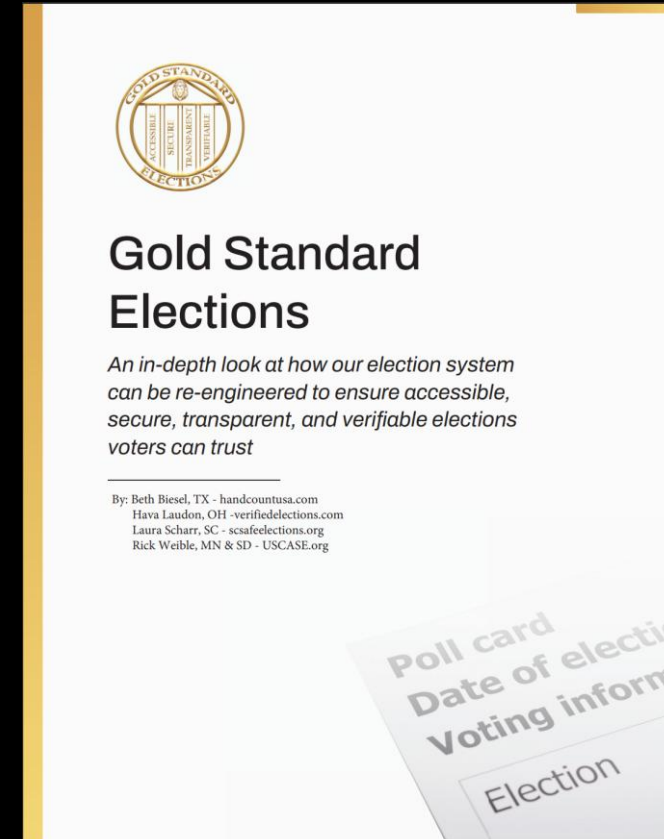 GOLD STANDARD
ACCESSIBLE
SECURE
TRANSPARENT
VERIFIABLE
ELECTIONS
Gold Standard
Elections
An in-depth look at how our election system
can be re-engineered to ensure accessible,
secure, transparent, and verifiable elections
voters can trust
By: Beth Biesel, TX - handcountusa.com
Hava Laudon, OH -verifiedelections.com
Laura Scharr, SC - scsafeelections.org
Rick Weible, MN & SD - USCASE.org
Poll card
Date of electi
Voting inform
Election